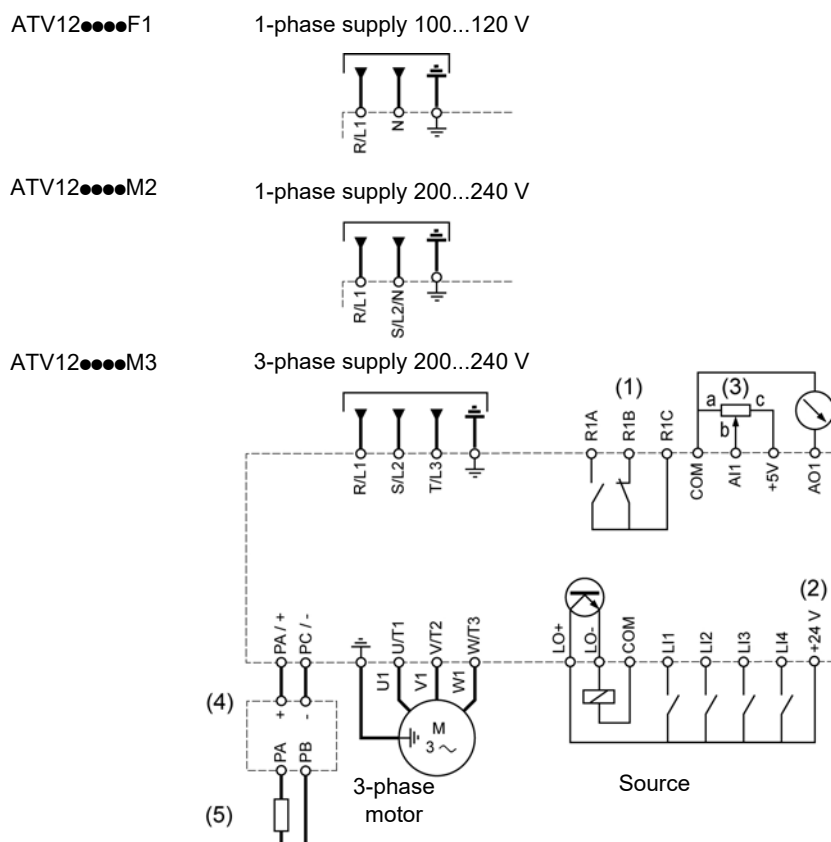 ATV12●●●●F1 1-phase supply 100...120 V
R/L1 N
ATV12●●●●M2 1-phase supply 200...240 V
R/L1 S/L2/N
ATV12●●●●M3 3-phase supply 200...240 V
(1) (3)
a c
b
R/L1 S/L2 T/L3 R1A R1B R1C COM AI1 +5V AO1
(2)
PA / + PC / - U/T1 V/T2 W/T3 LO+ LO- COM LI1 LI2 LI3 LI4 +24 V
U1 V1 W1
(4) + -
M
3 ~
PA PB
3-phase
motor
Source
(5)